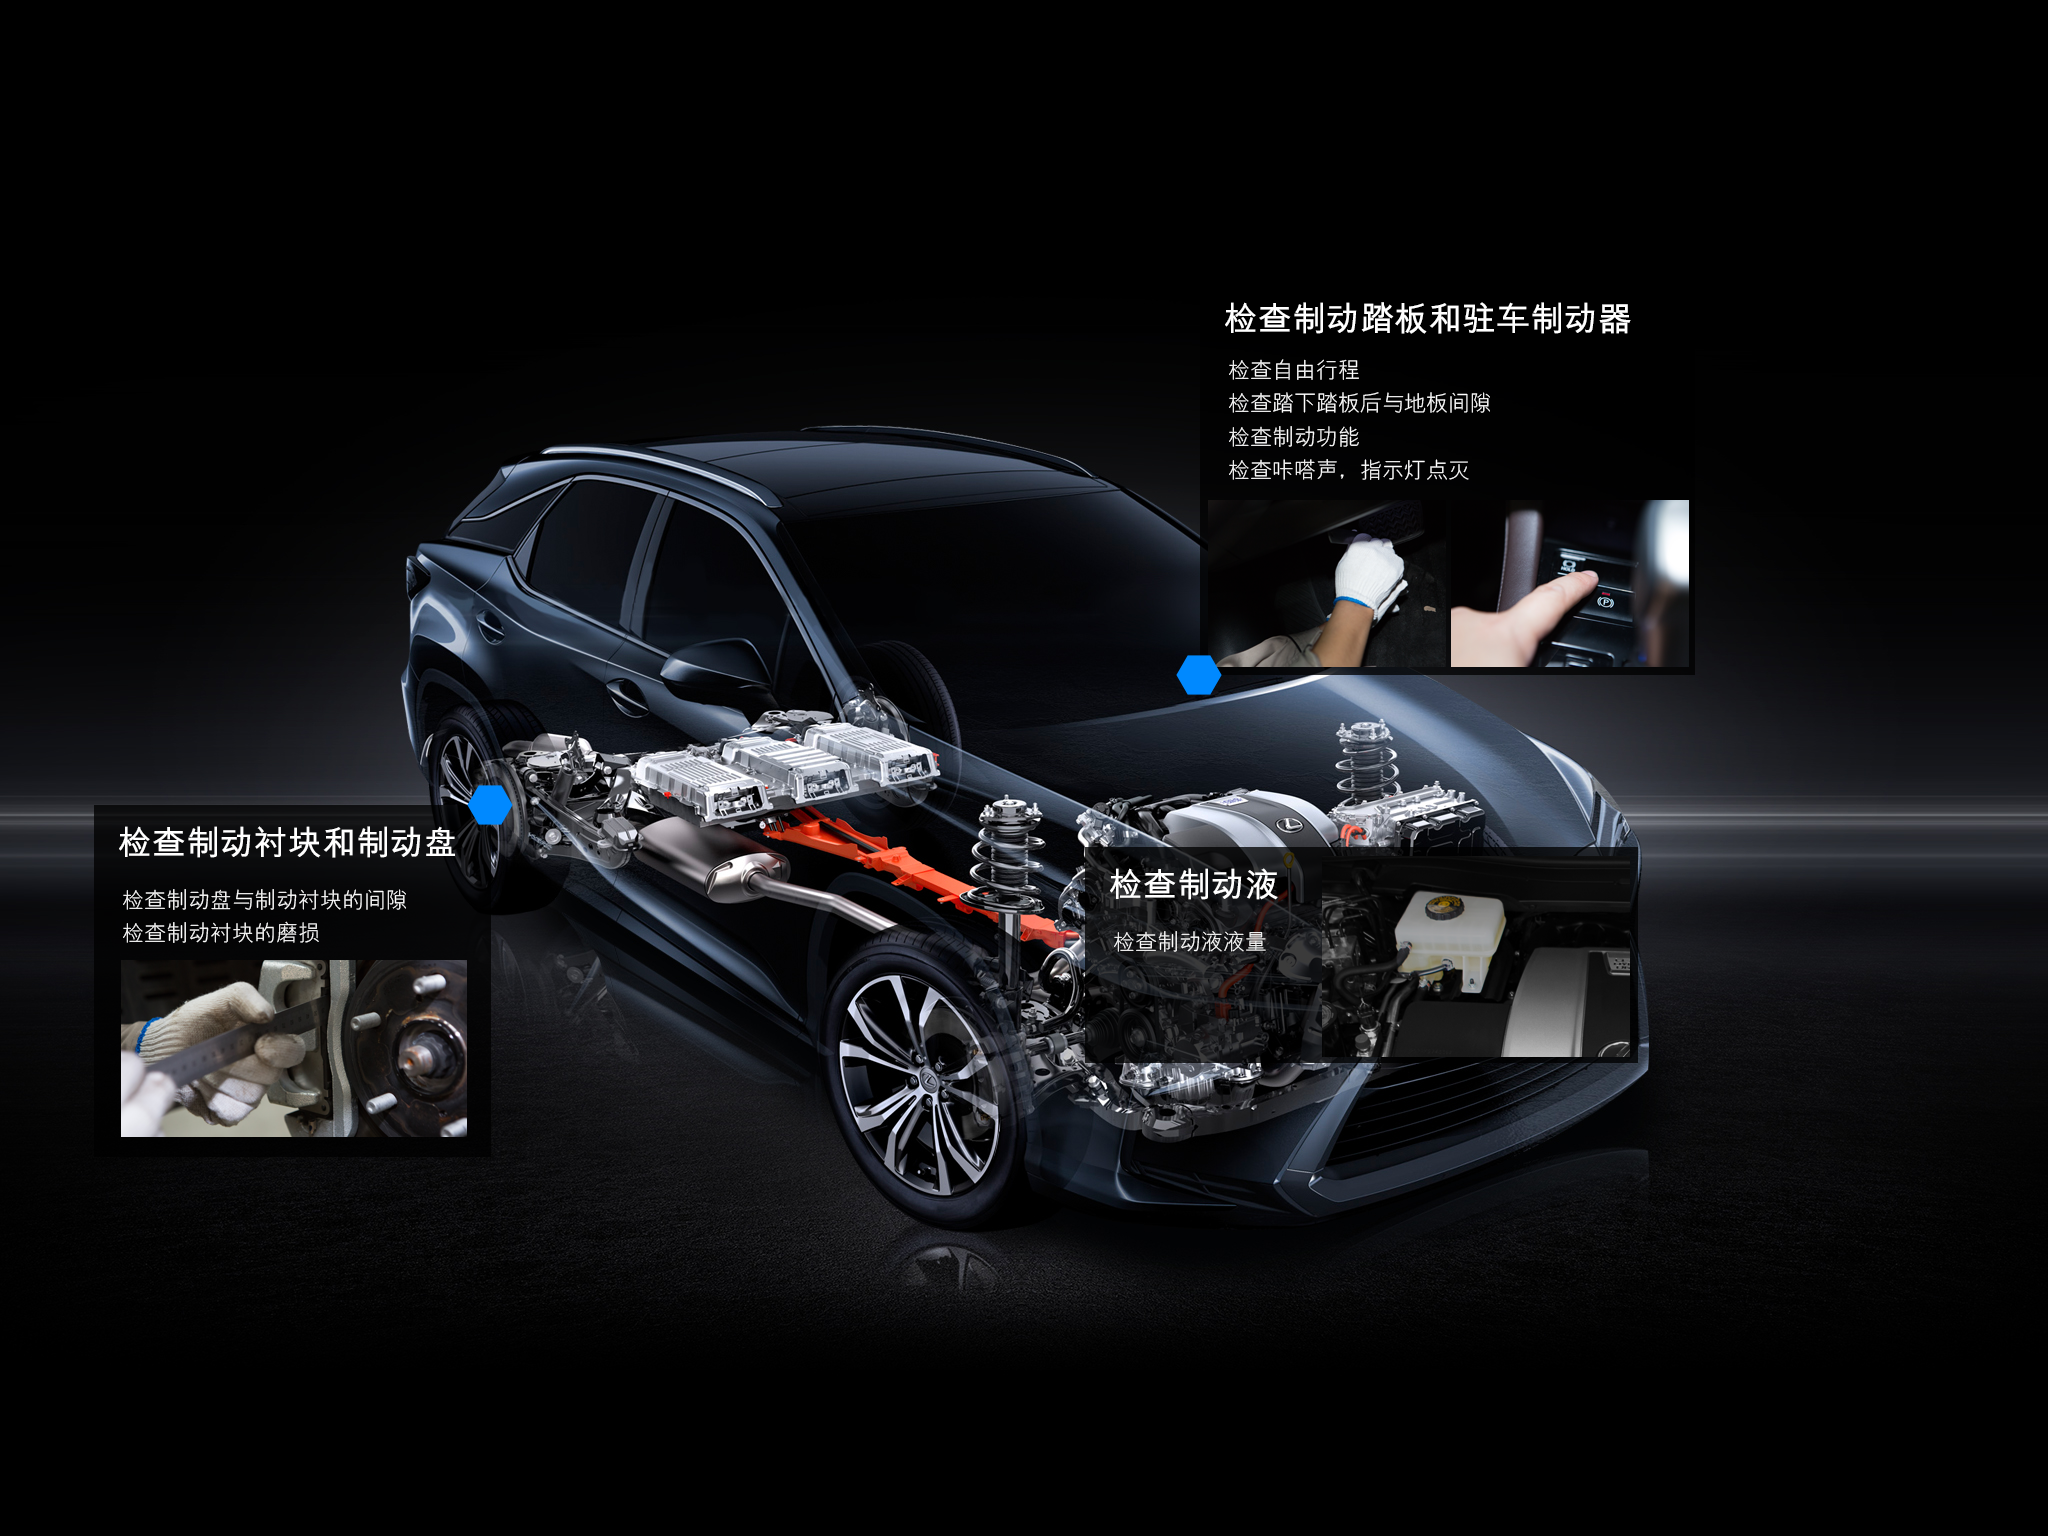 检查制动踏板和驻车制动器
检查自由行程
检查踏下踏板后与地板间隙
检查制动功能
检查咔嗒声，指示灯点灭
HOLD
P
检查制动衬块和制动盘
检查制动盘与制动衬块的间隙
检查制动衬块的磨损
检查制动液
检查制动液液量